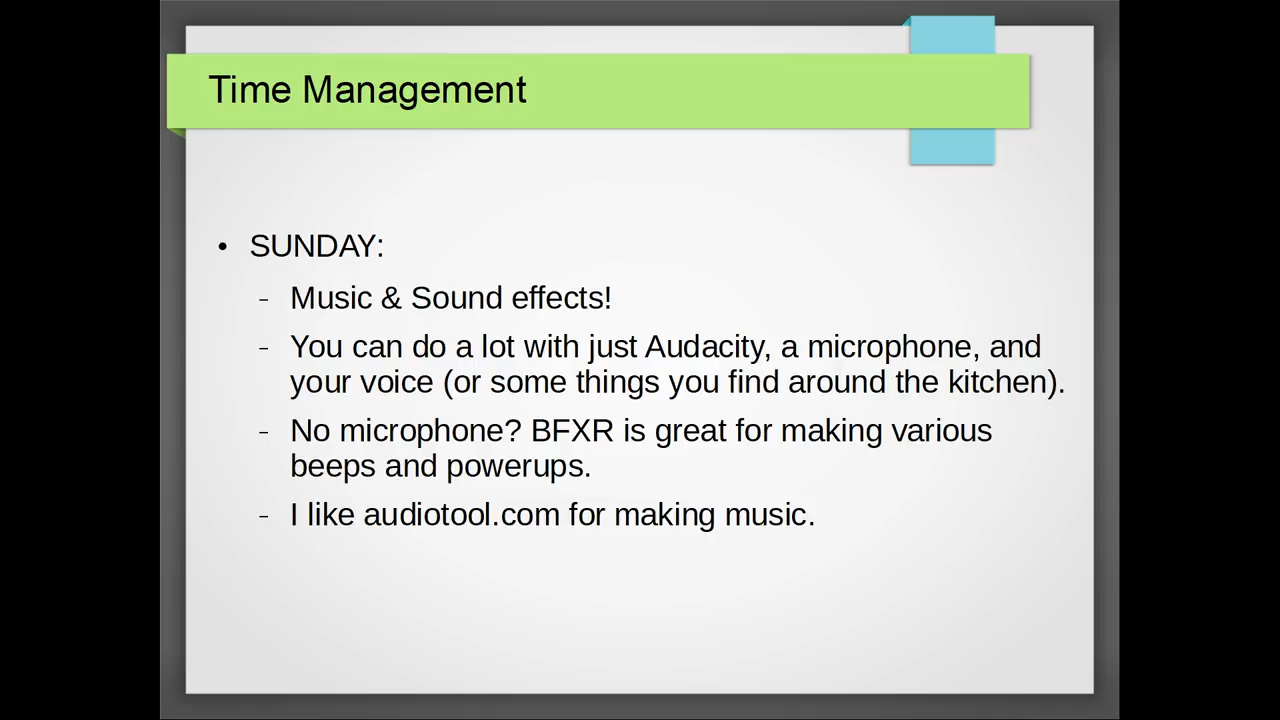 Time Management
• SUNDAY:
– Music & Sound effects!
– You can do a lot with just Audacity, a microphone, and
your voice (or some things you find around the kitchen).
– No microphone? BFXR is great for making various
beeps and powerups.
– I like audiotool.com for making music.